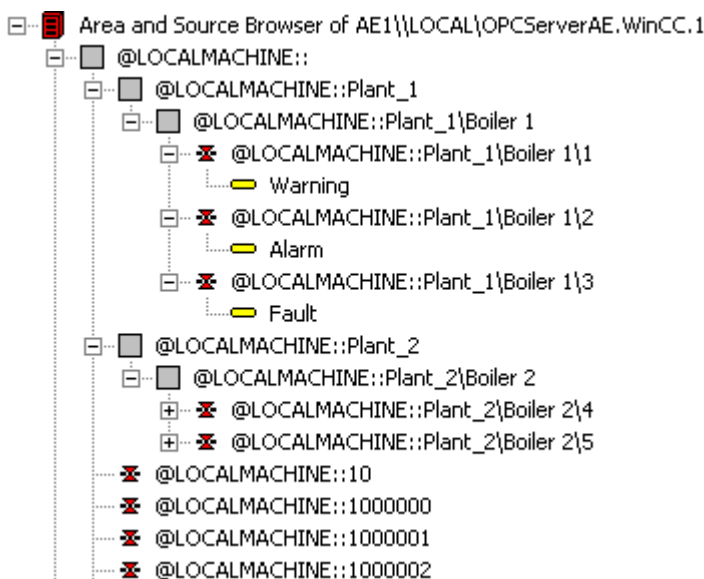 Area and Source Browser of AE1\\LOCAL\OPCServerAE.WinCC.1
@LOCALMACHINE::
@LOCALMACHINE::Plant_1
@LOCALMACHINE::Plant_1\Boiler 1
@LOCALMACHINE::Plant_1\Boiler 1\1
Warning
@LOCALMACHINE::Plant_1\Boiler 1\2
Alarm
@LOCALMACHINE::Plant_1\Boiler 1\3
Fault
@LOCALMACHINE::Plant_2
@LOCALMACHINE::Plant_2\Boiler 2
@LOCALMACHINE::Plant_2\Boiler 2\4
@LOCALMACHINE::Plant_2\Boiler 2\5
@LOCALMACHINE::10
@LOCALMACHINE::1000000
@LOCALMACHINE::1000001
@LOCALMACHINE::1000002